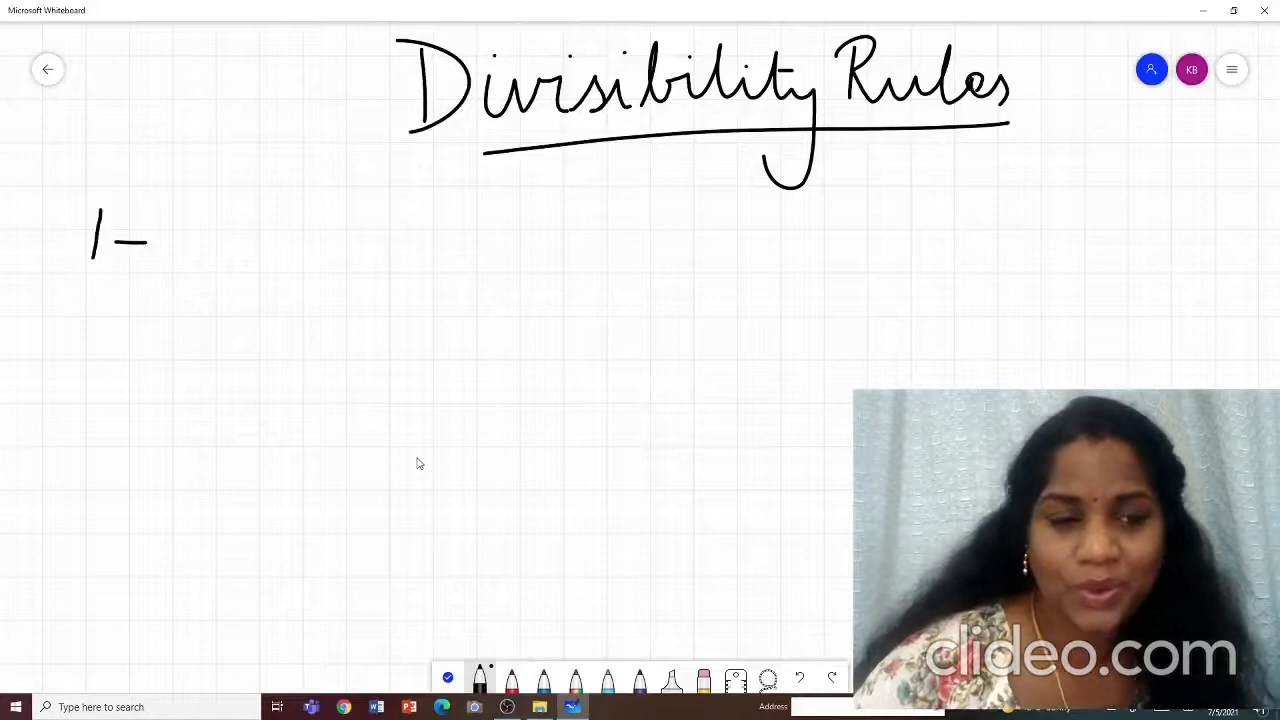 Microsoft Whiteboard
Divisibility Rules
KB
1 -
clideo.com
Type here to search
Address
7/5/2021